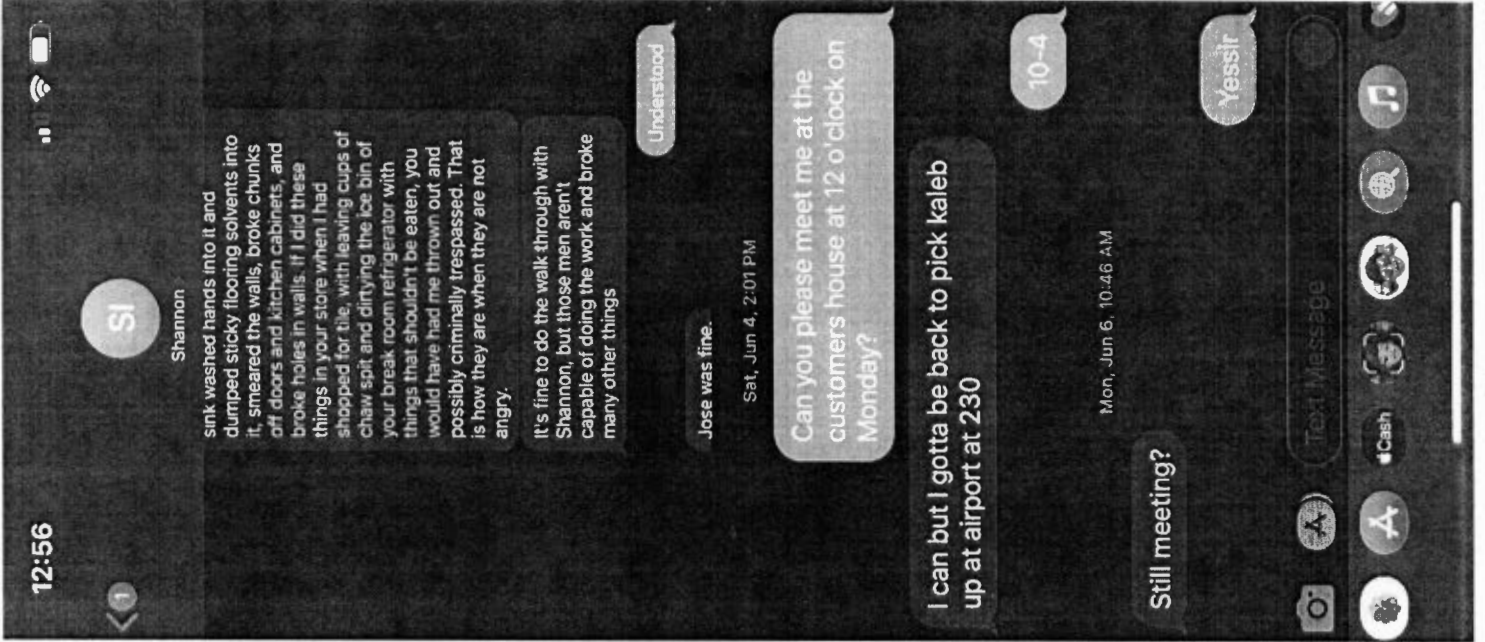 12:56
1
SI
Shannon
sink washed hands into it and
dumped sticky flooring solvents into
it, smeared the walls, broke chunks
off doors and kitchen cabinets, and
broke holes in walls. If I did these
things in your store when I had
shopped for tile, with leaving cups of
chaw spit and dirtying the ice bin of
your break room refrigerator with
things that shouldn't be eaten, you
would have had me thrown out and
possibly criminally trespassed. That
is how they are when they are not
angry.
It's fine to do the walk through with
Shannon, but those men aren't
capable of doing the work and broke
many other things
Understood
Jose was fine.
Sat, Jun 4, 2:01 PM
Can you please meet me at the
customers house at 12 o'clock on
Monday?
I can but I gotta be back to pick kaleb
up at airport at 230
10-4
Mon, Jun 6, 10:46 AM
Still meeting?
Yessir
Text Message
Cash